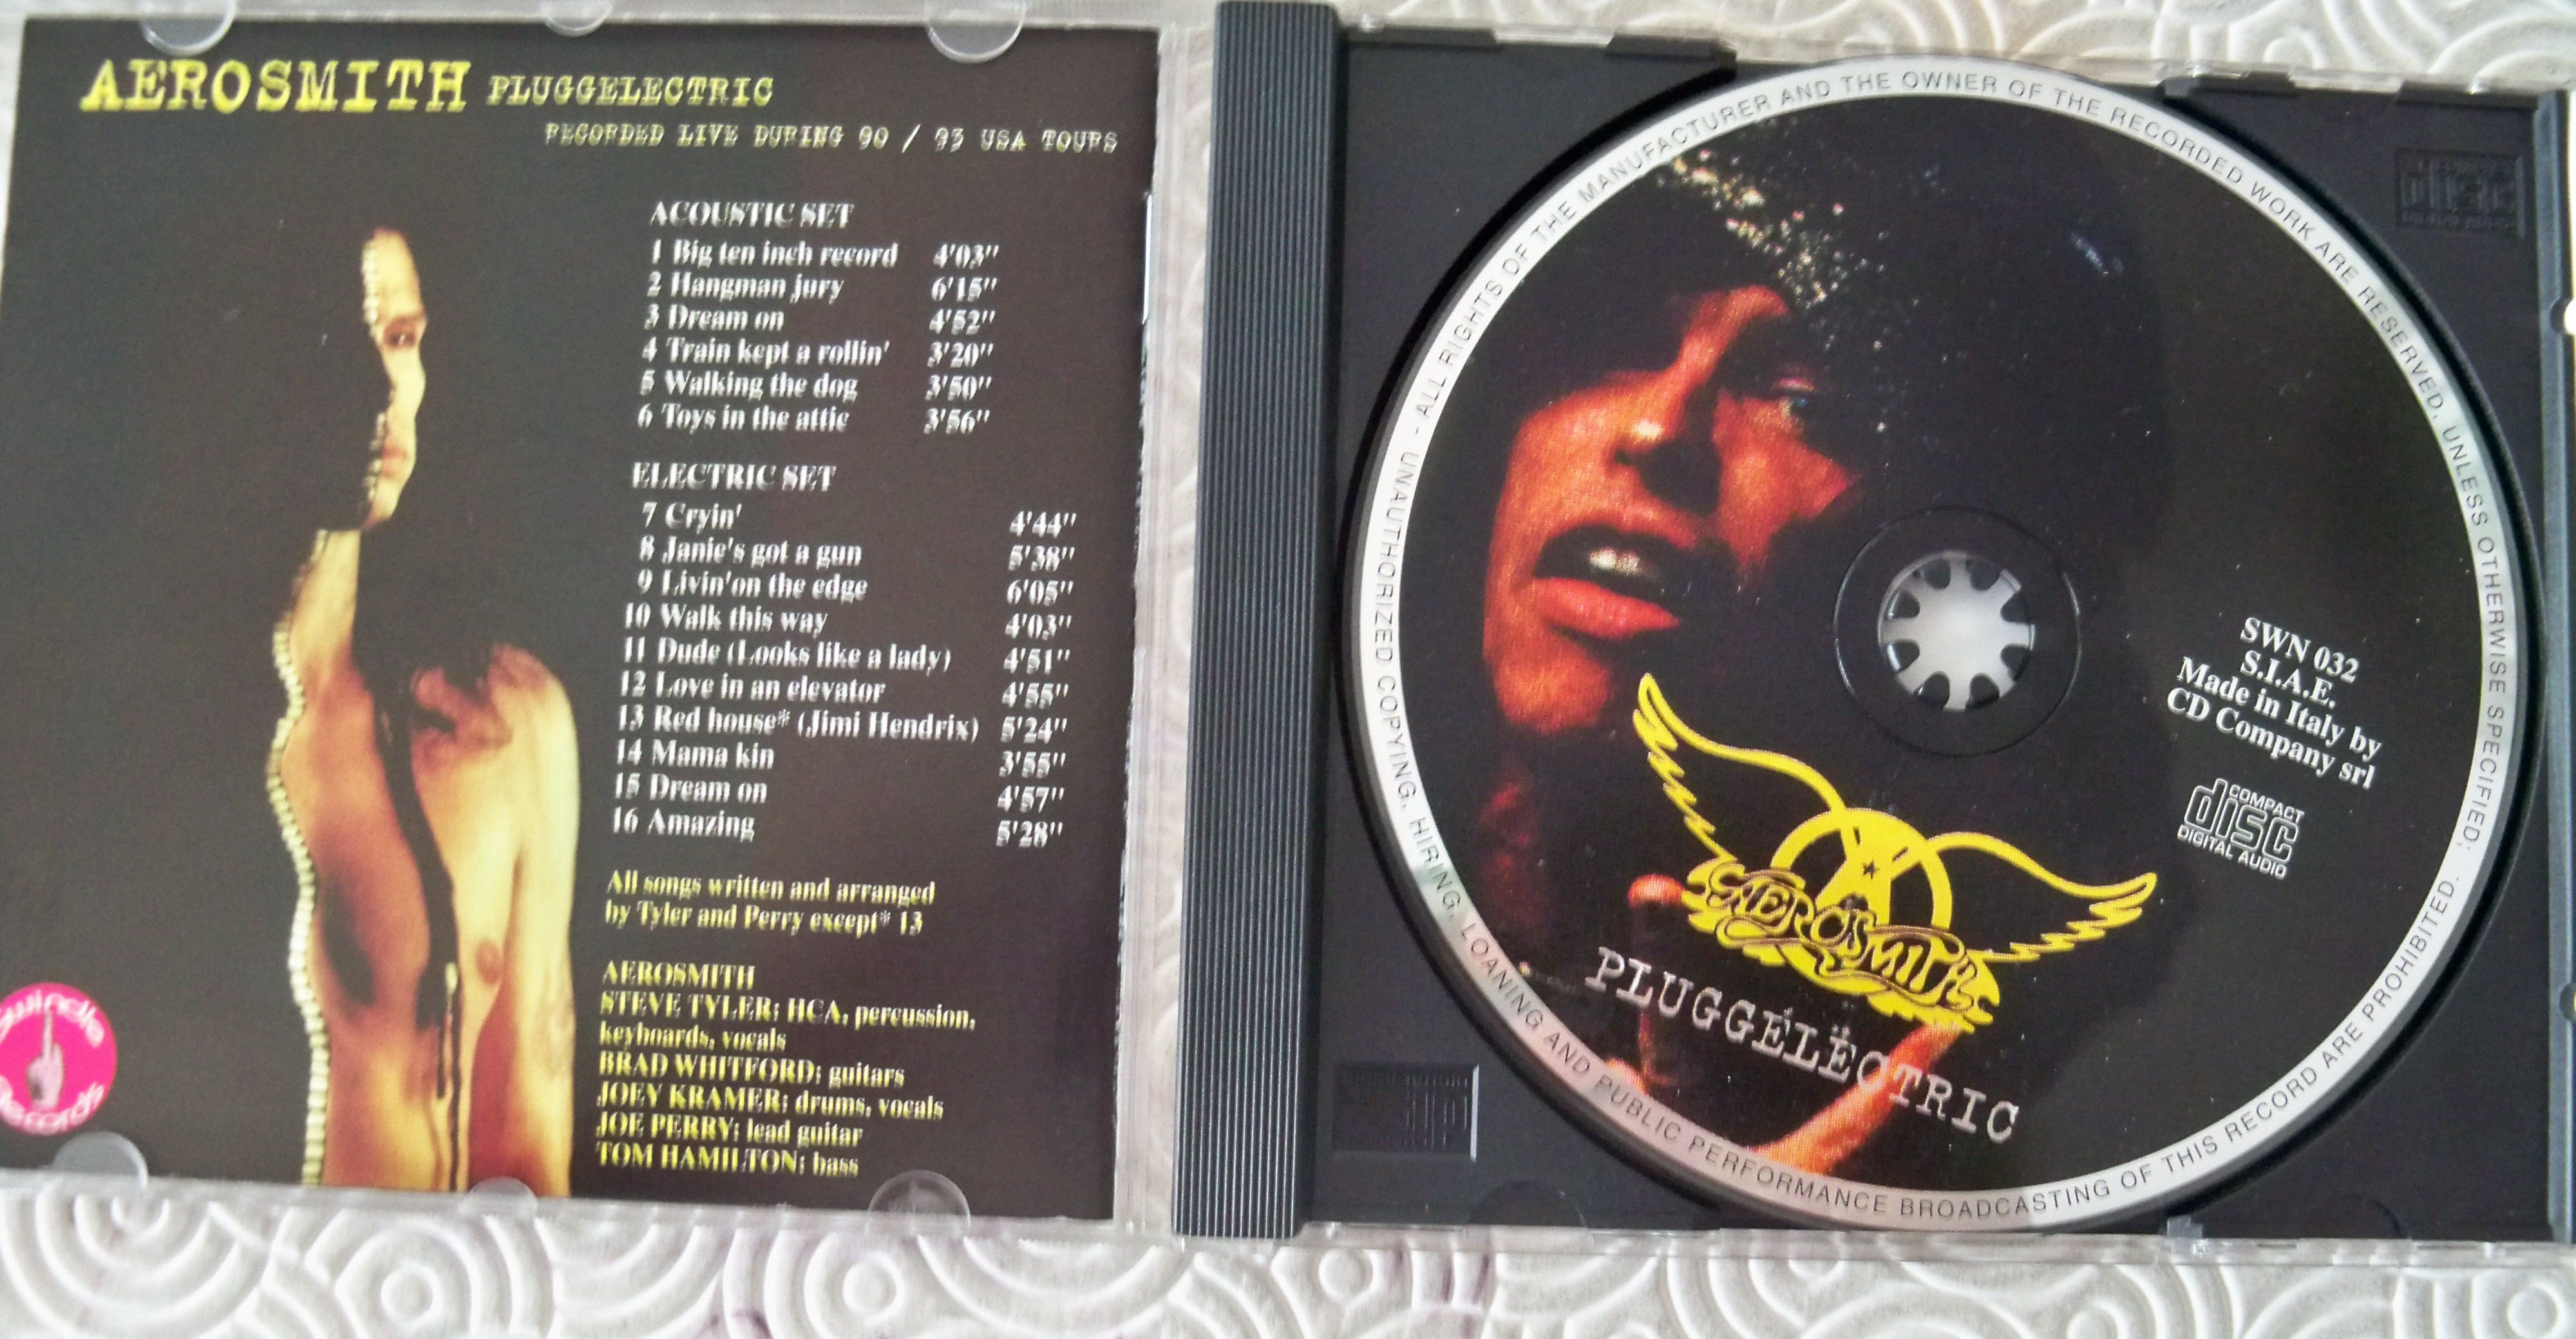 AEROSMITH PLUGGELECTRIC
RECORDED LIVE DURING 90 / 93 USA TOURS
ACOUSTIC SET
1 Big ten inch record 4'03"
2 Hangman jury 6'15"
3 Dream on 4'52"
4 Train kept a rollin' 3'20"
5 Walking the dog 3'50"
6 Toys in the attic 3'56"
ELECTRIC SET
7 Cryin' 4'44"
8 Janie's got a gun 5'38"
9 Livin'on the edge 6'05"
10 Walk this way 4'03"
11 Dude (Looks like a lady) 4'51"
12 Love in an elevator 4'55"
13 Red house* (Jimi Hendrix) 5'24"
14 Mama kin 3'55"
15 Dream on 4'57"
16 Amazing 5'28"
All songs written and arranged
by Tyler and Perry except* 13
AEROSMITH
STEVE TYLER: HCA, percussion,
keyboards, vocals
BRAD WHITFORD: guitars
JOEY KRAMER: drums, vocals
JOE PERRY: lead guitar
TOM HAMILTON: bass
Swindle
Records
- ALL RIGHTS OF THE MANUFACTURER AND THE OWNER OF THE RECORDED WORK ARE RESERVED. UNLESS OTHERWISE SPECIFIED; UNAUTHORIZED COPYING, HIRING, LOANING AND PUBLIC PERFORMANCE BROADCASTING OF THIS RECORD ARE PROHIBITED.
SWN 032
S.I.A.E.
Made in Italy by
CD Company srl
COMPACT
disc
DIGITAL AUDIO
AEROSMITH
PLUGGÉLËCTRIC